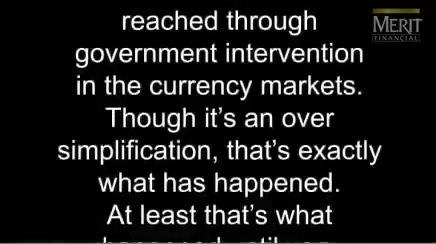 MERIT
FINANCIAL
reached through
government intervention
in the currency markets.
Though it's an over
simplification, that's exactly
what has happened.
At least that's what